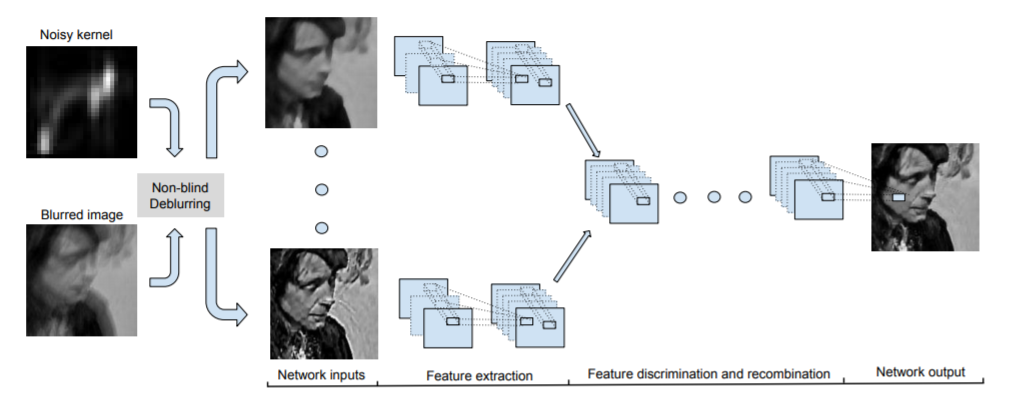 Noisy kernel
Non-blind
Deblurring
Blurred image
Network inputs
Feature extraction
Feature discrimination and recombination
Network output